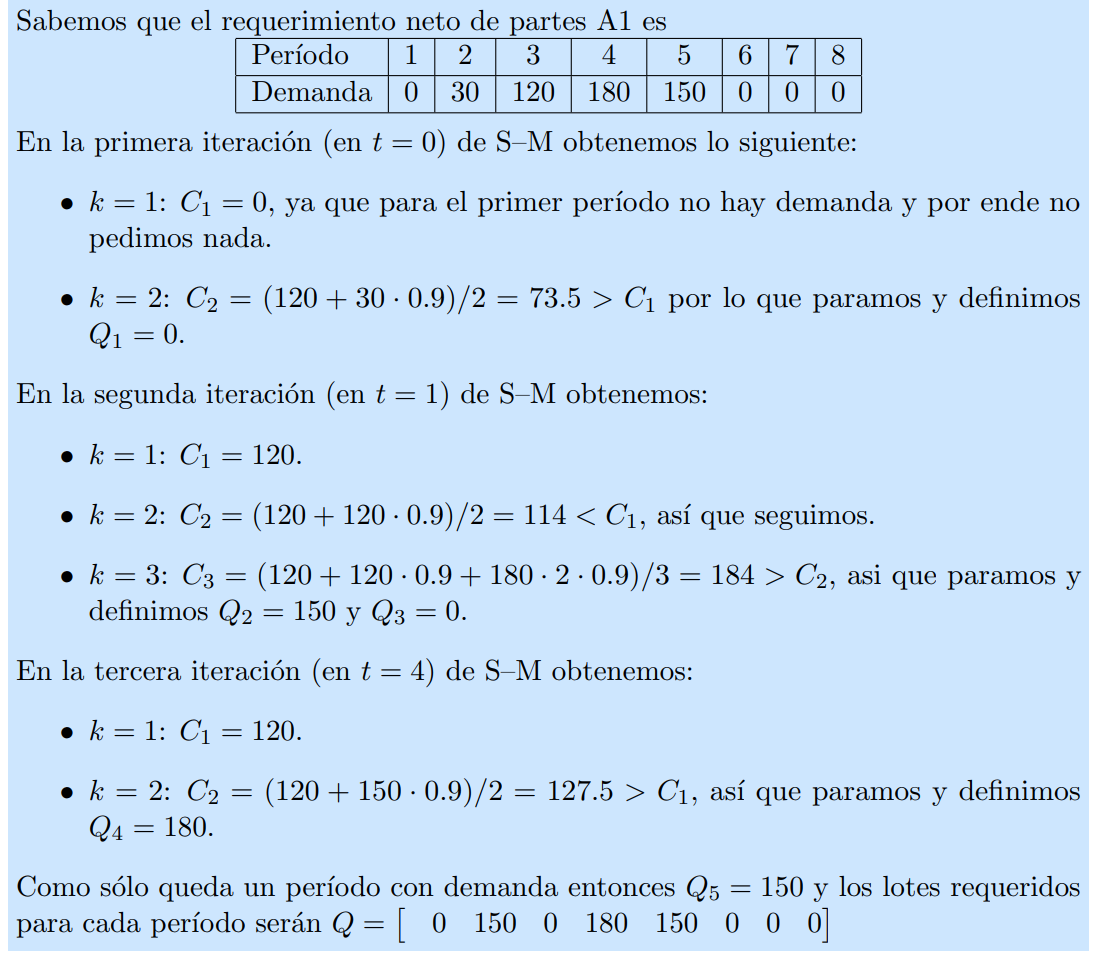 Sabemos que el requerimiento neto de partes A1 es
Período 1 2 3 4 5 6 7 8
Demanda 0 30 120 180 150 0 0 0
En la primera iteración (en t = 0) de S–M obtenemos lo siguiente:
• k = 1: C₁ = 0, ya que para el primer período no hay demanda y por ende no
pedimos nada.
• k = 2: C₂ = (120 + 30 · 0.9)/2 = 73.5 > C₁ por lo que paramos y definimos
Q₁ = 0.
En la segunda iteración (en t = 1) de S–M obtenemos:
• k = 1: C₁ = 120.
• k = 2: C₂ = (120 + 120 · 0.9)/2 = 114 < C₁, así que seguimos.
• k = 3: C₃ = (120 + 120 · 0.9 + 180 · 2 · 0.9)/3 = 184 > C₂, asi que paramos y
definimos Q₂ = 150 y Q₃ = 0.
En la tercera iteración (en t = 4) de S–M obtenemos:
• k = 1: C₁ = 120.
• k = 2: C₂ = (120 + 150 · 0.9)/2 = 127.5 > C₁, así que paramos y definimos
Q₄ = 180.
Como sólo queda un período con demanda entonces Q₅ = 150 y los lotes requeridos
para cada período serán Q = [ 0 150 0 180 150 0 0 0]